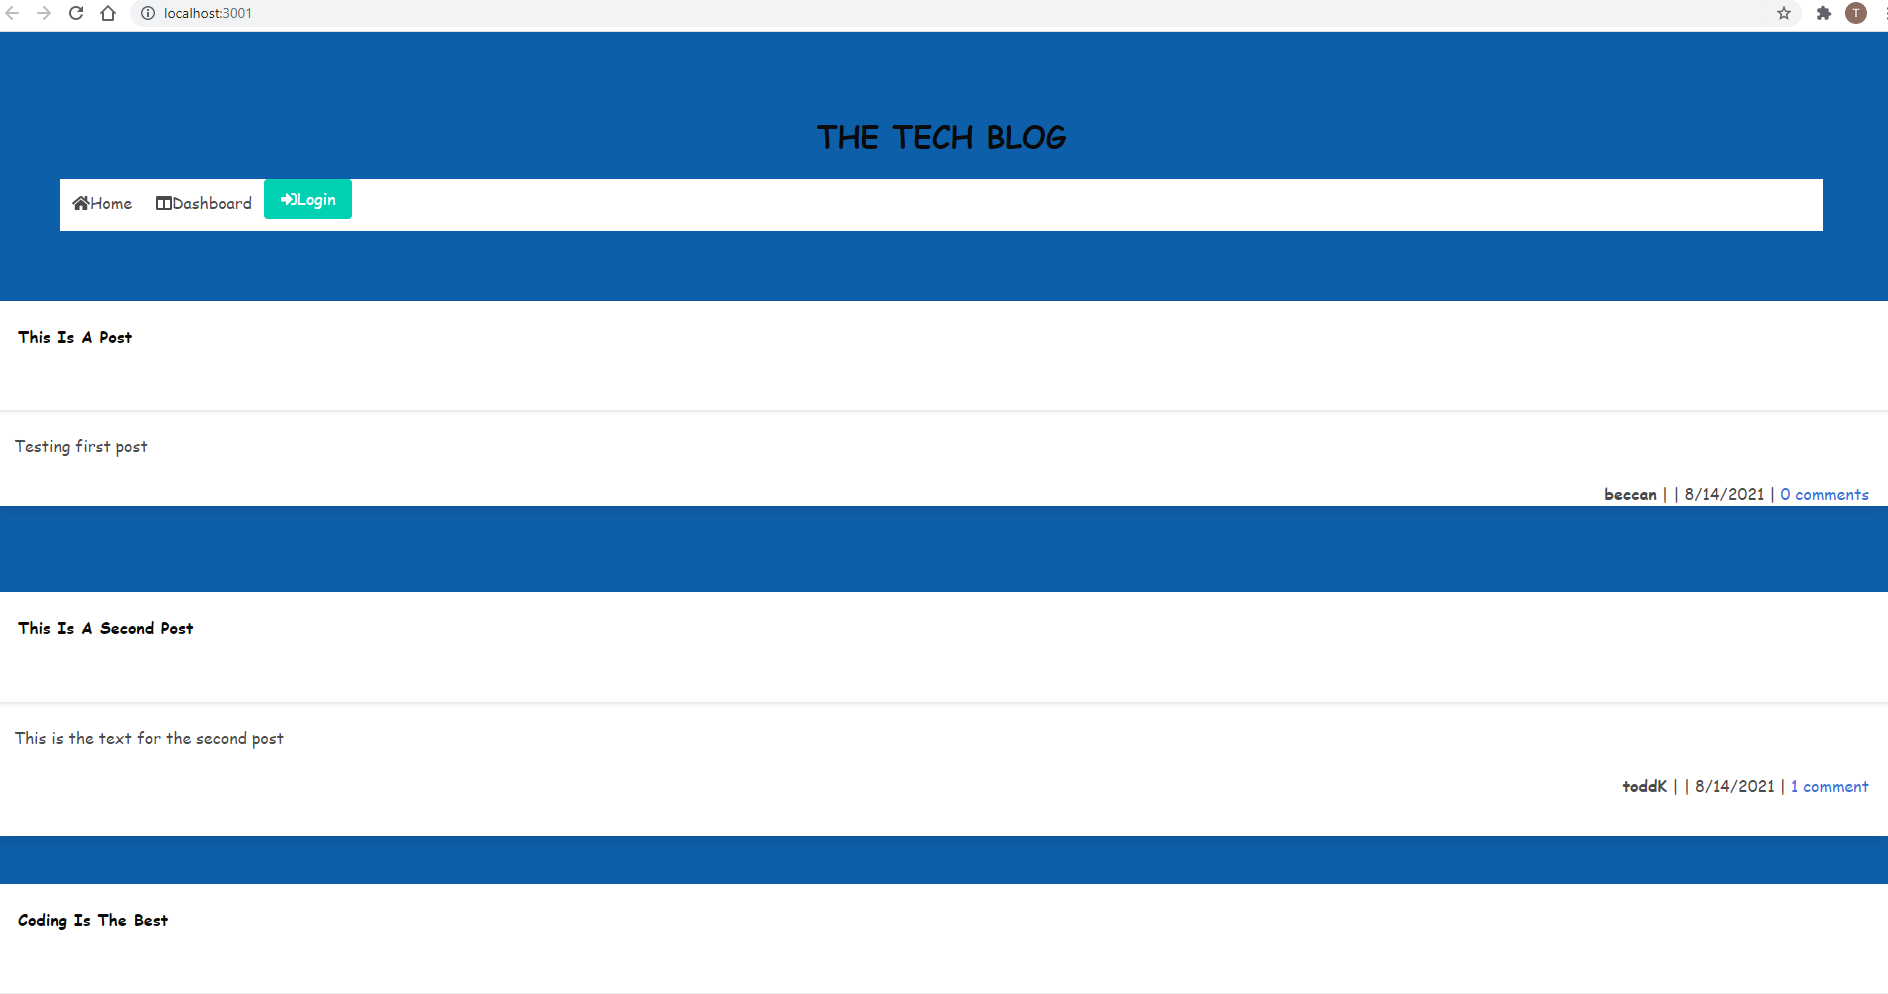 localhost:3001
T
THE TECH BLOG
Home Dashboard Login
This Is A Post
Testing first post
beccan | | 8/14/2021 | 0 comments
This Is A Second Post
This is the text for the second post
toddK | | 8/14/2021 | 1 comment
Coding Is The Best